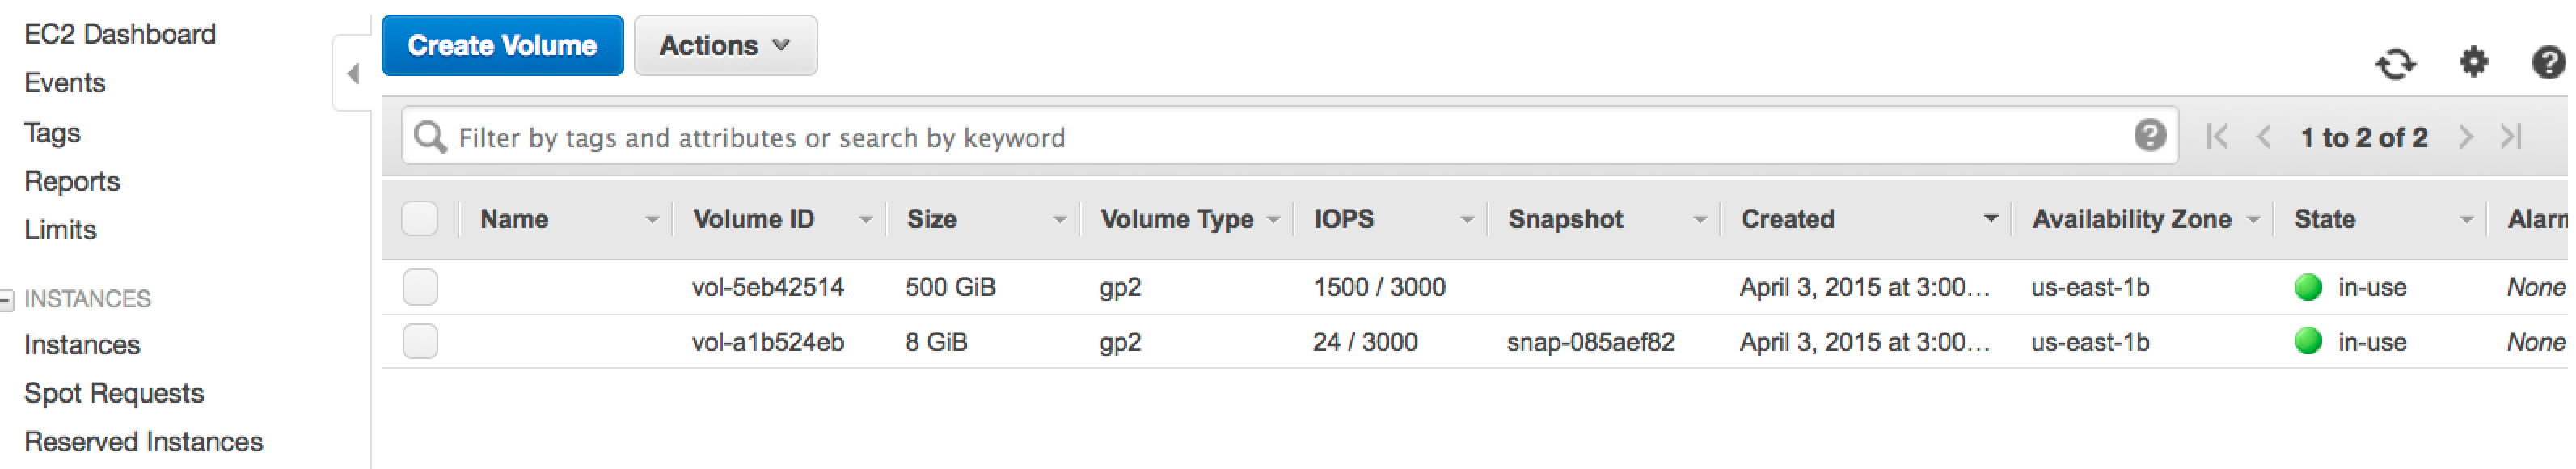 EC2 Dashboard
Events
Tags
Reports
Limits
INSTANCES
Instances
Spot Requests
Reserved Instances
Create Volume Actions
Filter by tags and attributes or search by keyword 1 to 2 of 2
Name Volume ID Size Volume Type IOPS Snapshot Created Availability Zone State Alarm
vol-5eb42514 500 GiB gp2 1500 / 3000 April 3, 2015 at 3:00… us-east-1b in-use None
vol-a1b524eb 8 GiB gp2 24 / 3000 snap-085aef82 April 3, 2015 at 3:00… us-east-1b in-use None